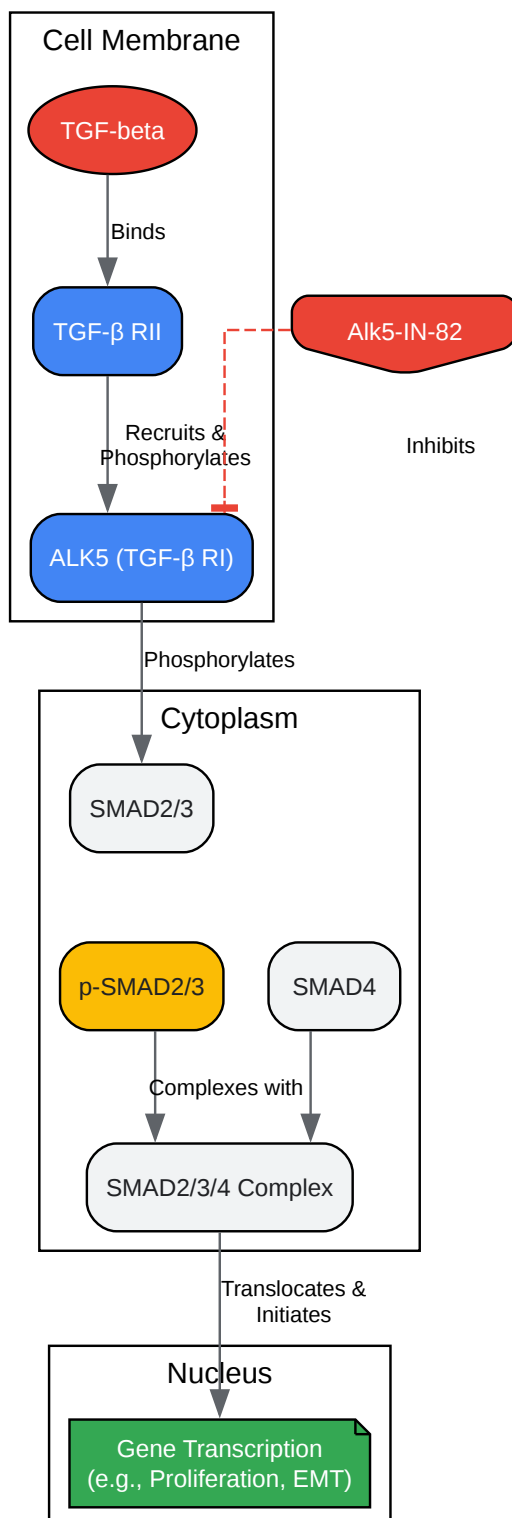 Cell Membrane
TGF-beta
Binds
TGF-β RII
Alk5-IN-82
Recruits &
Phosphorylates
Inhibits
ALK5 (TGF-β RI)
Phosphorylates
Cytoplasm
SMAD2/3
p-SMAD2/3
SMAD4
Complexes with
SMAD2/3/4 Complex
Translocates &
Initiates
Nucleus
Gene Transcription
(e.g., Proliferation, EMT)